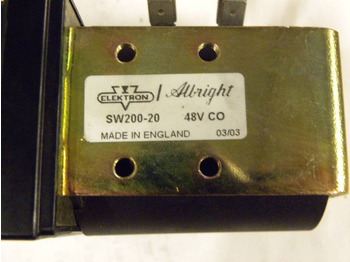 ELEKTRON / Albright
SW200-20 48V CO
MADE IN ENGLAND 03/03